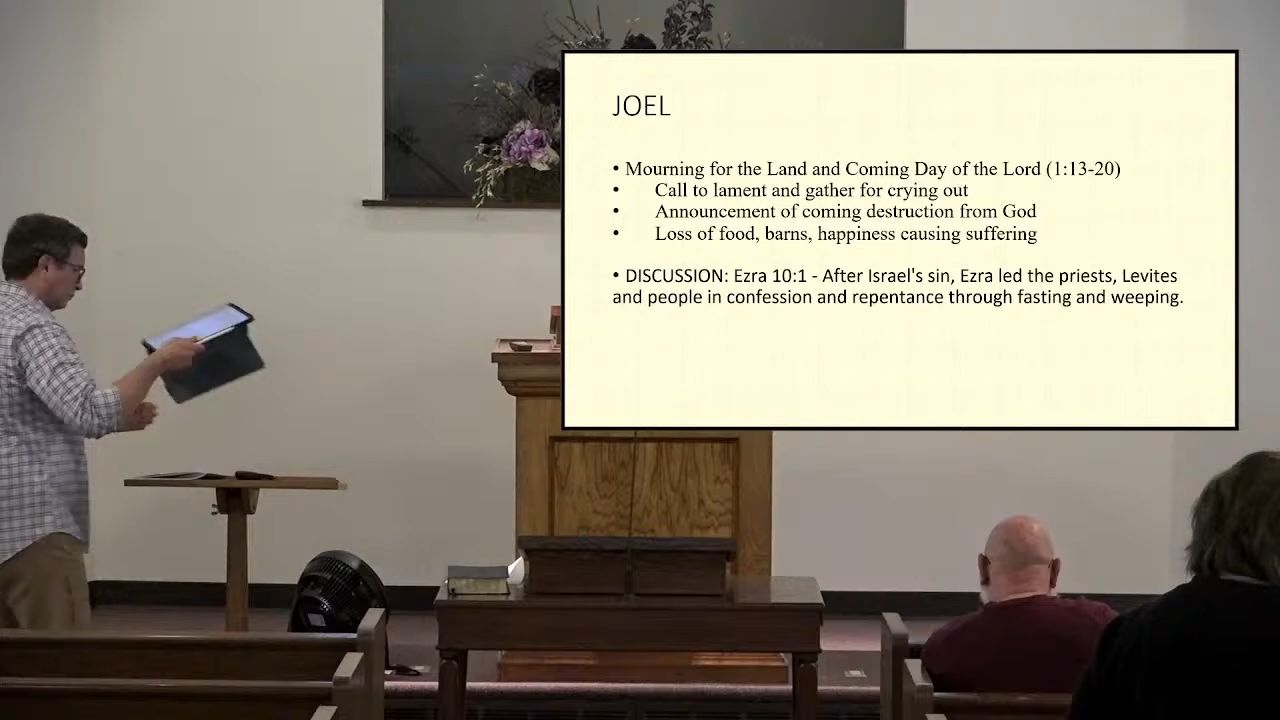 JOEL
• Mourning for the Land and Coming Day of the Lord (1:13-20)
• Call to lament and gather for crying out
• Announcement of coming destruction from God
• Loss of food, barns, happiness causing suffering
• DISCUSSION: Ezra 10:1 - After Israel's sin, Ezra led the priests, Levites
and people in confession and repentance through fasting and weeping.